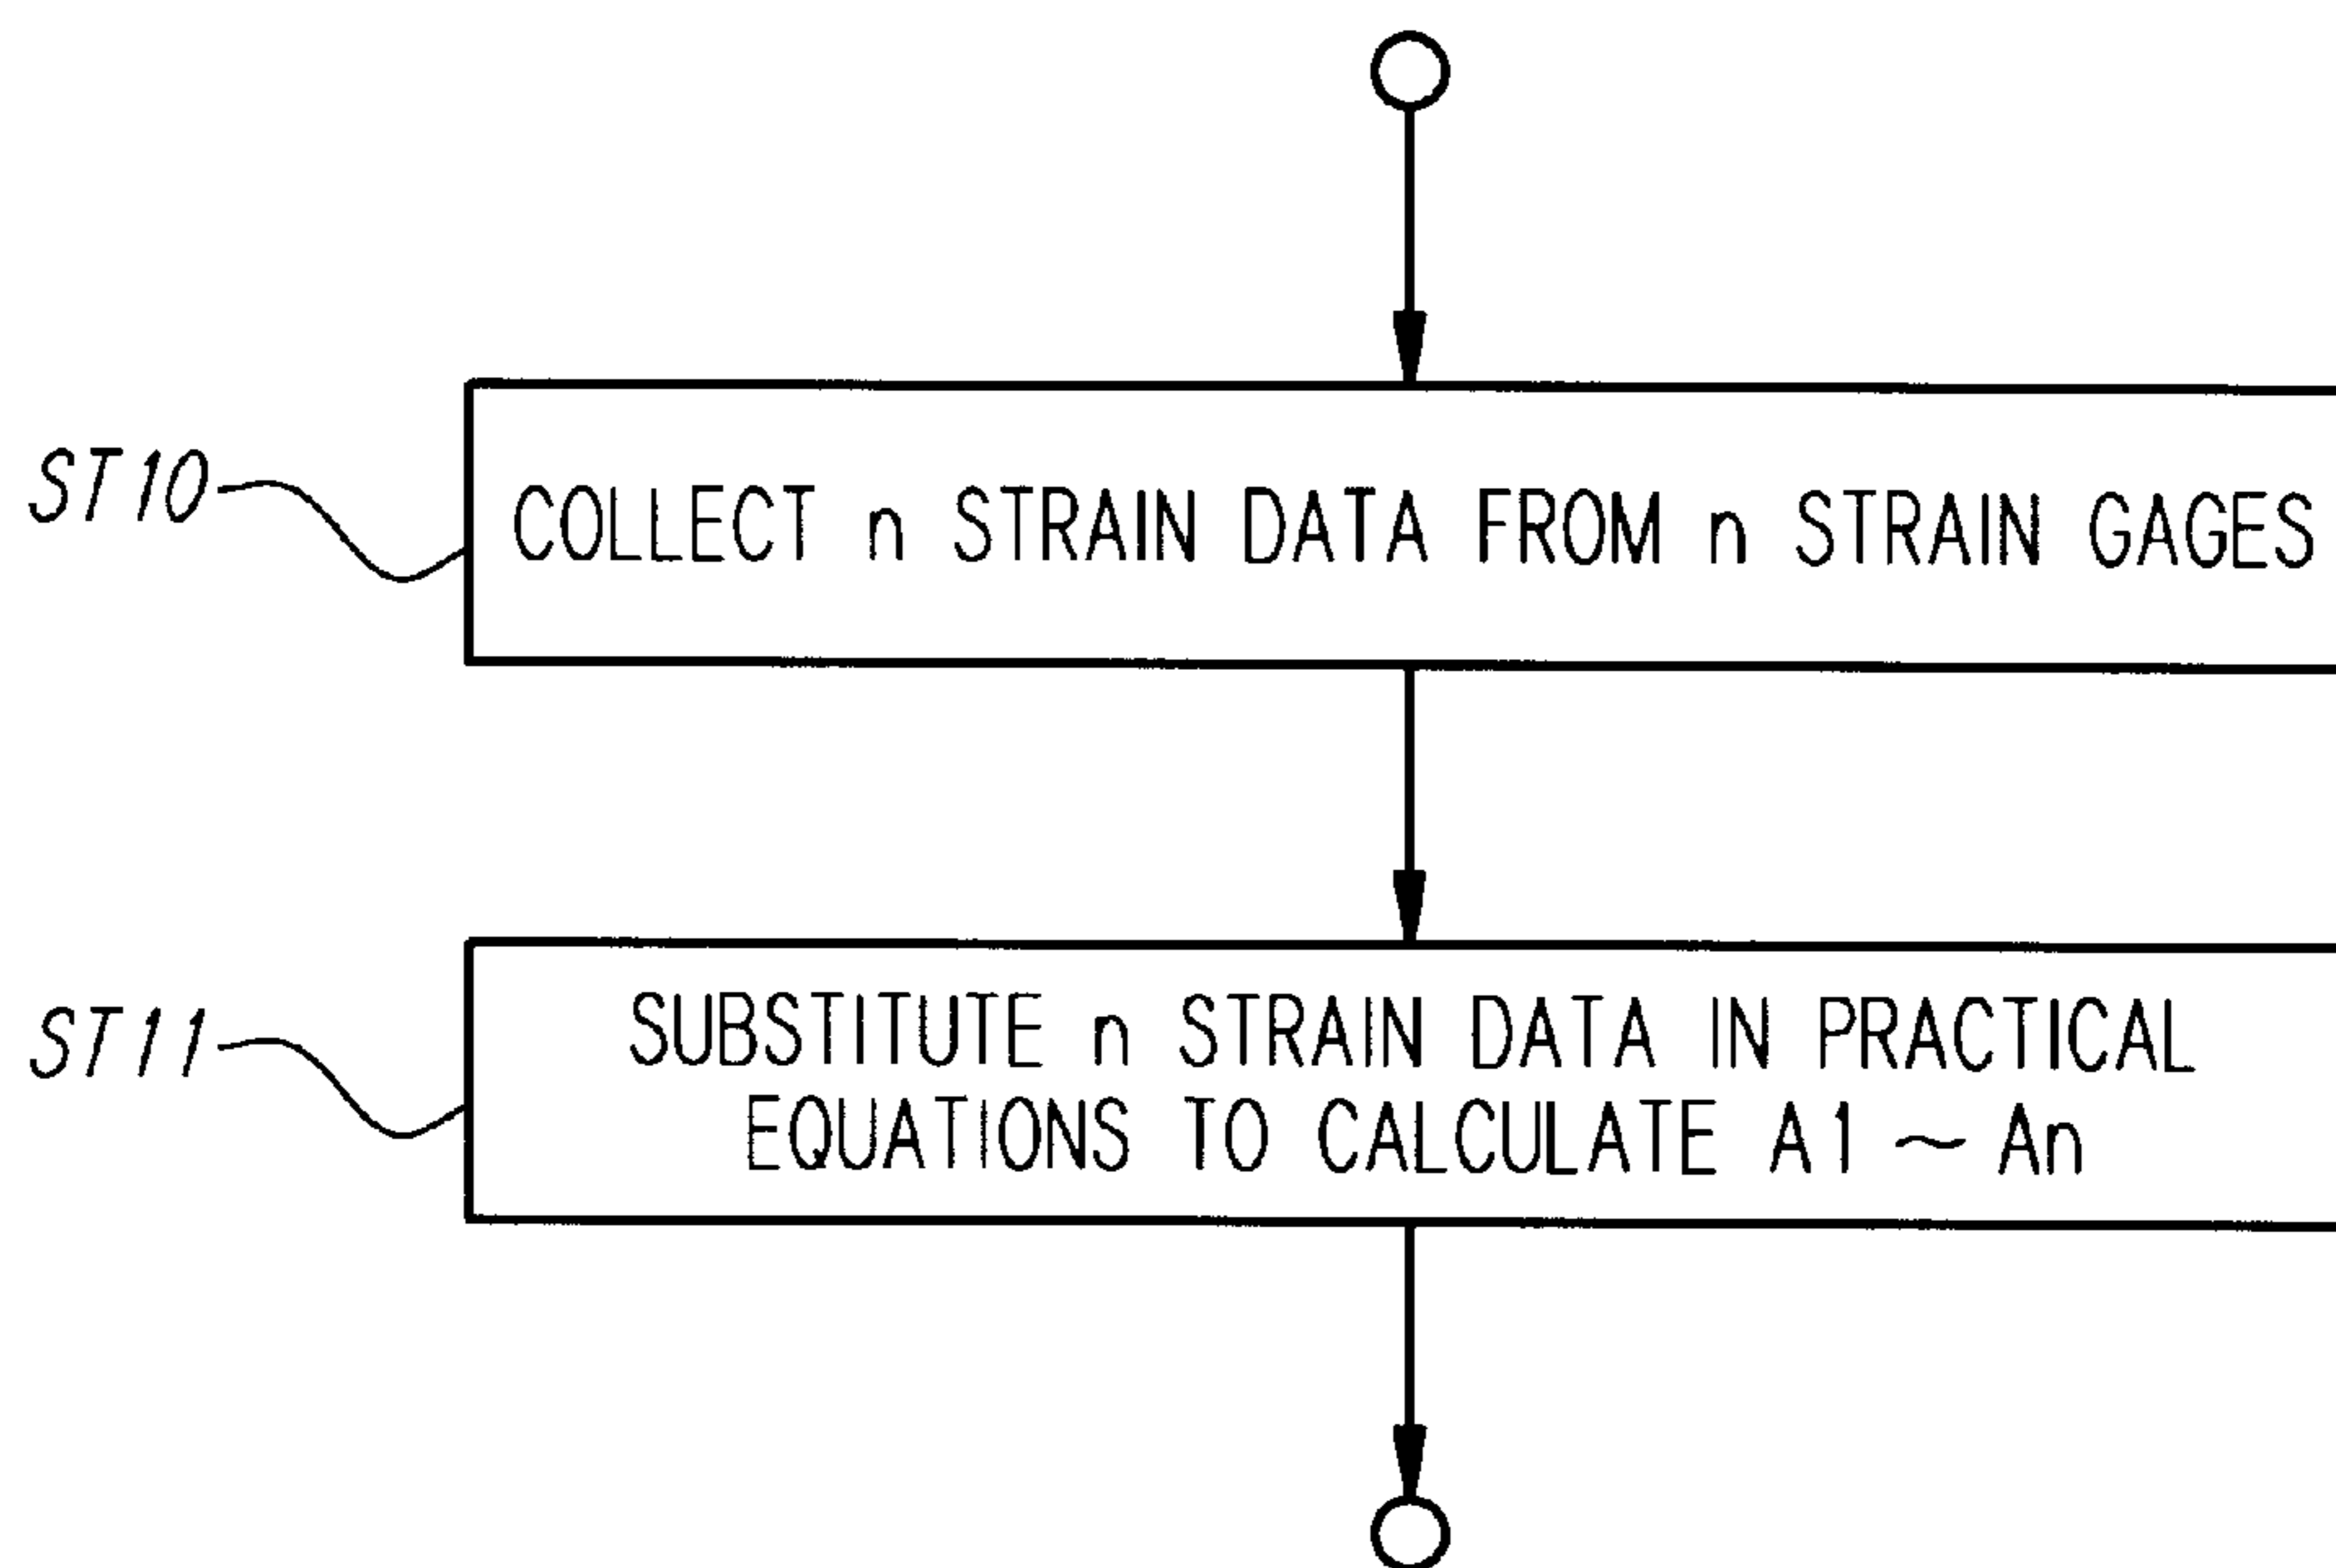 ST10
COLLECT n STRAIN DATA FROM n STRAIN GAGES
ST11
SUBSTITUTE n STRAIN DATA IN PRACTICAL
EQUATIONS TO CALCULATE A1 ~ An